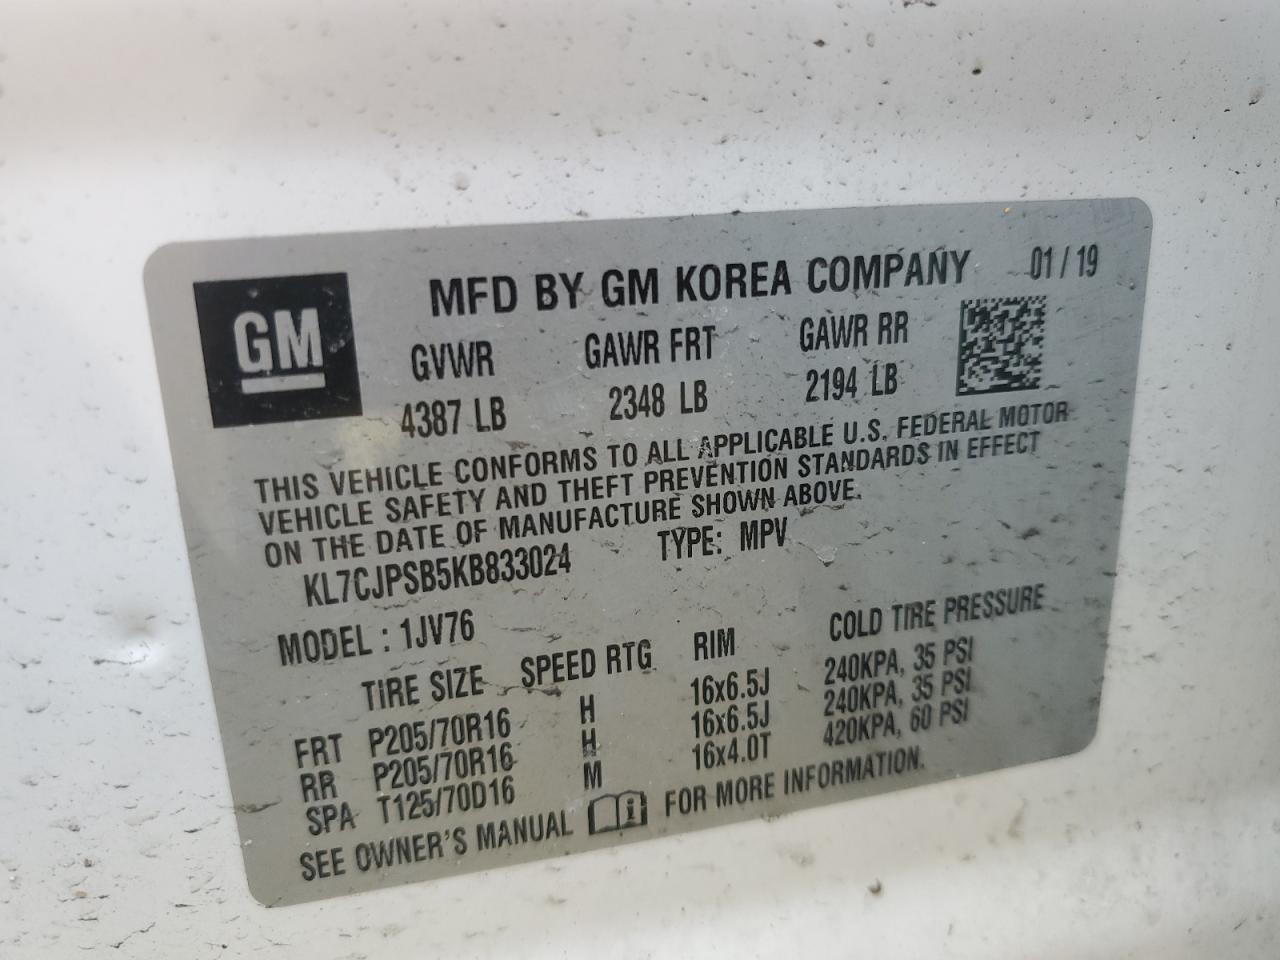 GM
MFD BY GM KOREA COMPANY 01 / 19
GVWR GAWR FRT GAWR RR
4387 LB 2348 LB 2194 LB
THIS VEHICLE CONFORMS TO ALL APPLICABLE U.S. FEDERAL MOTOR
VEHICLE SAFETY AND THEFT PREVENTION STANDARDS IN EFFECT
ON THE DATE OF MANUFACTURE SHOWN ABOVE.
KL7CJPSB5KB833024 TYPE: MPV
MODEL : 1JV76
TIRE SIZE SPEED RTG RIM COLD TIRE PRESSURE
FRT P205/70R16 H 16x6.5J 240KPA, 35 PSI
RR P205/70R16 H 16x6.5J 240KPA, 35 PSI
SPA T125/70D16 M 16x4.0T 420KPA, 60 PSI
SEE OWNER'S MANUAL i FOR MORE INFORMATION.